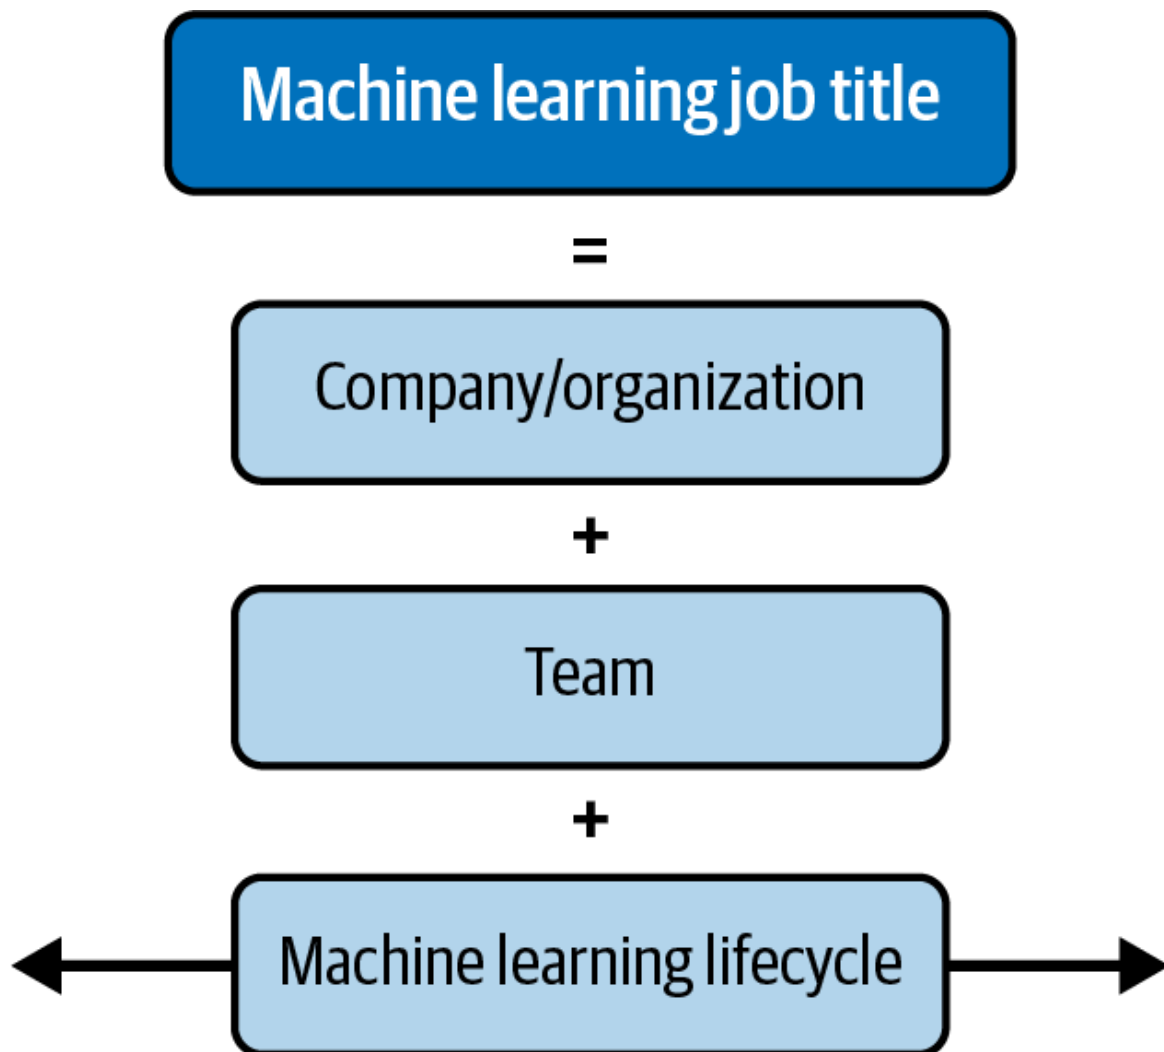 Machine learning job title
=
Company/organization
+
Team
+
Machine learning lifecycle